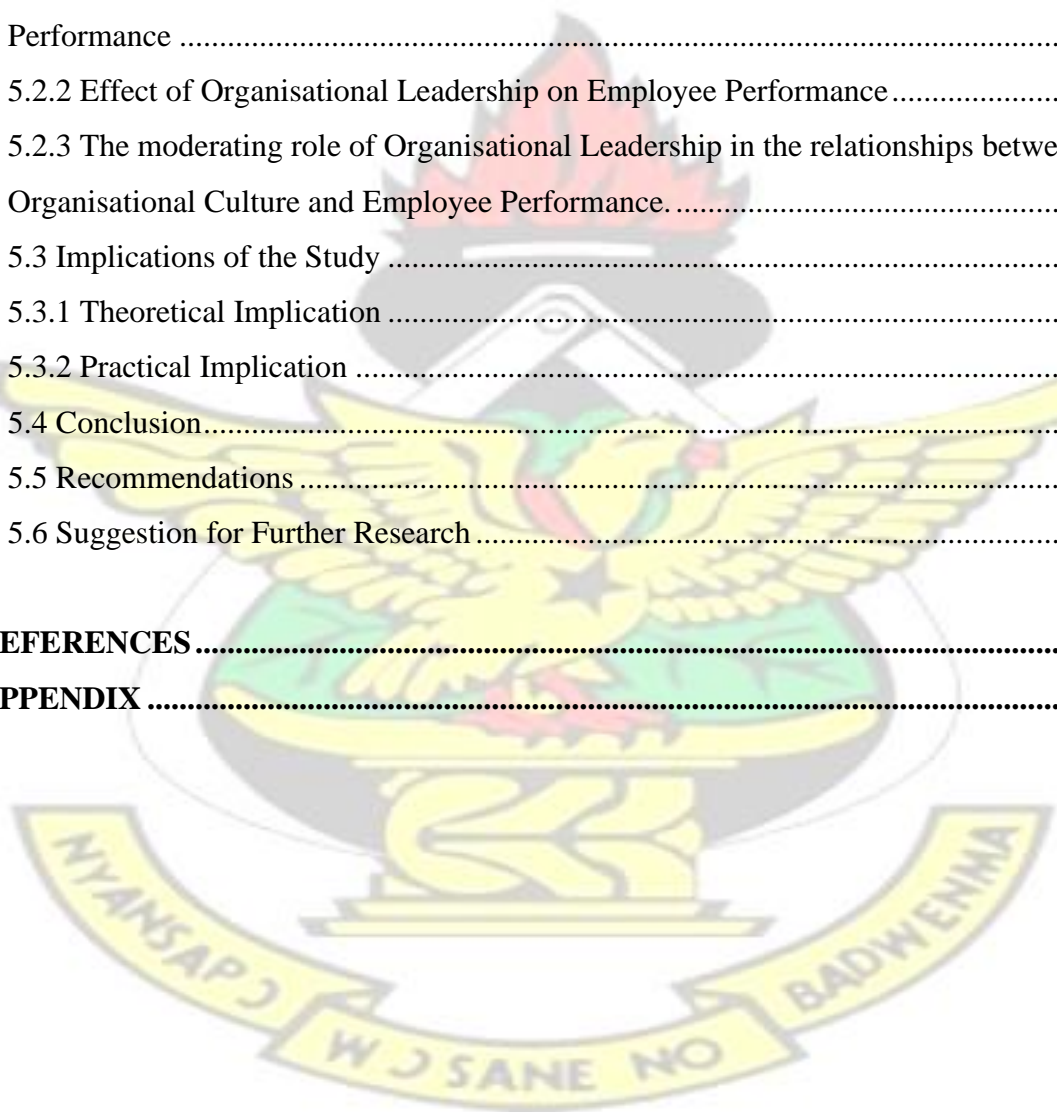 Performance ....................................................................................................................
5.2.2 Effect of Organisational Leadership on Employee Performance .......................
5.2.3 The moderating role of Organisational Leadership in the relationships betwe
Organisational Culture and Employee Performance. ...................................................
5.3 Implications of the Study ........................................................................................
5.3.1 Theoretical Implication ........................................................................................
5.3.2 Practical Implication ............................................................................................
5.4 Conclusion...............................................................................................................
5.5 Recommendations ...................................................................................................
5.6 Suggestion for Further Research .............................................................................
EFERENCES ................................................................................................................
PPENDIX ......................................................................................................................
NYANSAPƆ WƆSANE NO BADWENMA